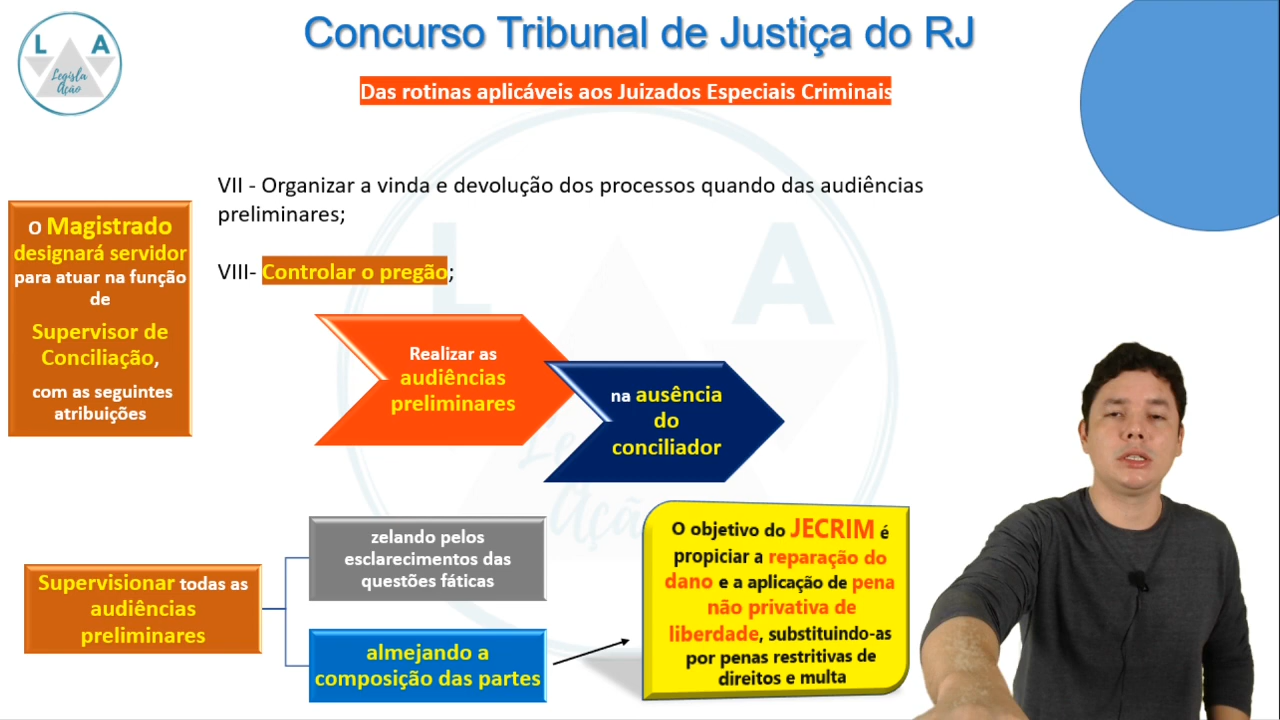 L A
Legisla
Ação
Concurso Tribunal de Justiça do RJ
Das rotinas aplicáveis aos Juizados Especiais Criminais
VII - Organizar a vinda e devolução dos processos quando das audiências
preliminares;
VIII- Controlar o pregão;
o Magistrado
designará servidor
para atuar na função
de
Supervisor de
Conciliação,
com as seguintes
atribuições
L A
Realizar as
audiências
preliminares
na ausência
do
conciliador
Legisla
Ação
Supervisionar todas as
audiências
preliminares
zelando pelos
esclarecimentos das
questões fáticas
almejando a
composição das partes
O objetivo do JECRIM é
propiciar a reparação do
dano e a aplicação de pena
não privativa de
liberdade, substituindo-as
por penas restritivas de
direitos e multa